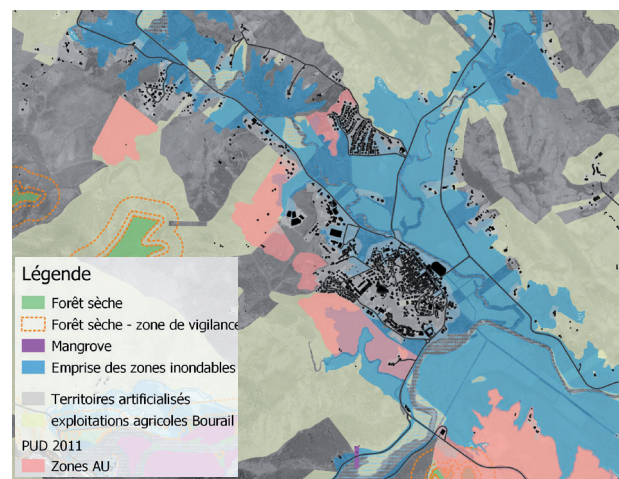 Légende
Forêt sèche
Forêt sèche - zone de vigilance
Mangrove
Emprise des zones inondables
Territoires artificialisés
exploitations agricoles Bourail
PUD 2011
Zones AU